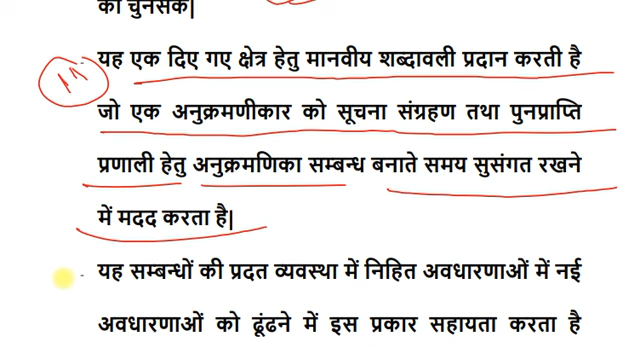 को चुनसके|
यह एक दिए गए क्षेत्र हेतु मानवीय शब्दावली प्रदान करती है
जो एक अनुक्रमणीकार को सूचना संग्रहण तथा पुनप्राप्ति
प्रणाली हेतु अनुक्रमणिका सम्बन्ध बनाते समय सुसंगत रखने
में मदद करता है|
यह सम्बन्धों की प्रदत व्यवस्था में निहित अवधारणाओं में नई
अवधारणाओं को ढूंढने में इस प्रकार सहायता करता है